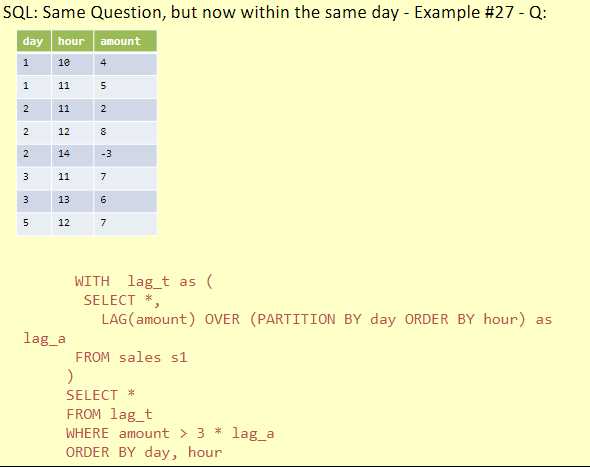 SQL: Same Question, but now within the same day - Example #27 - Q:
day hour amount
1 10 4
1 11 5
2 11 2
2 12 8
2 14 -3
3 11 7
3 13 6
5 12 7
WITH lag_t as (
SELECT *,
LAG(amount) OVER (PARTITION BY day ORDER BY hour) as
lag_a
FROM sales s1
)
SELECT *
FROM lag_t
WHERE amount > 3 * lag_a
ORDER BY day, hour